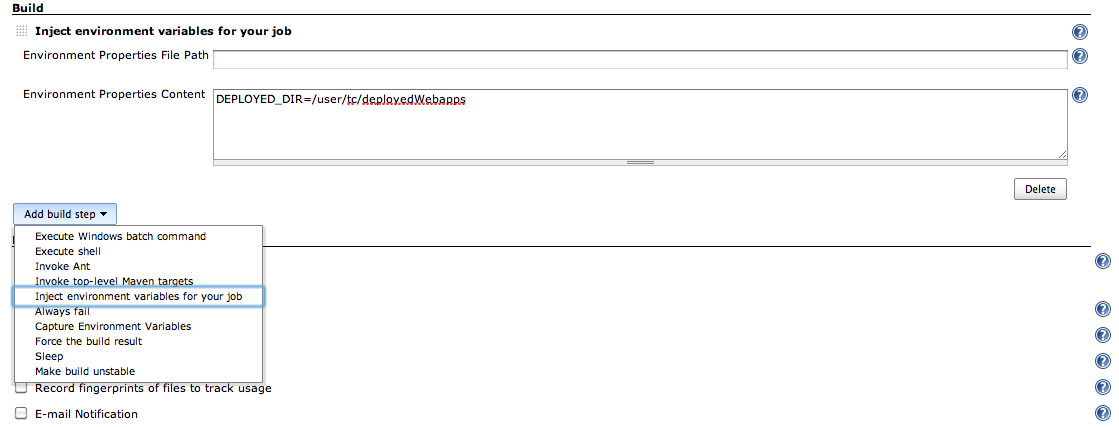 Build
Inject environment variables for your job
Environment Properties File Path
Environment Properties Content
DEPLOYED_DIR=/user/tc/deployedWebapps
Delete
Add build step
Execute Windows batch command
Execute shell
Invoke Ant
Invoke top-level Maven targets
Inject environment variables for your job
Always fail
Capture Environment Variables
Force the build result
Sleep
Make build unstable
Record fingerprints of files to track usage
E-mail Notification